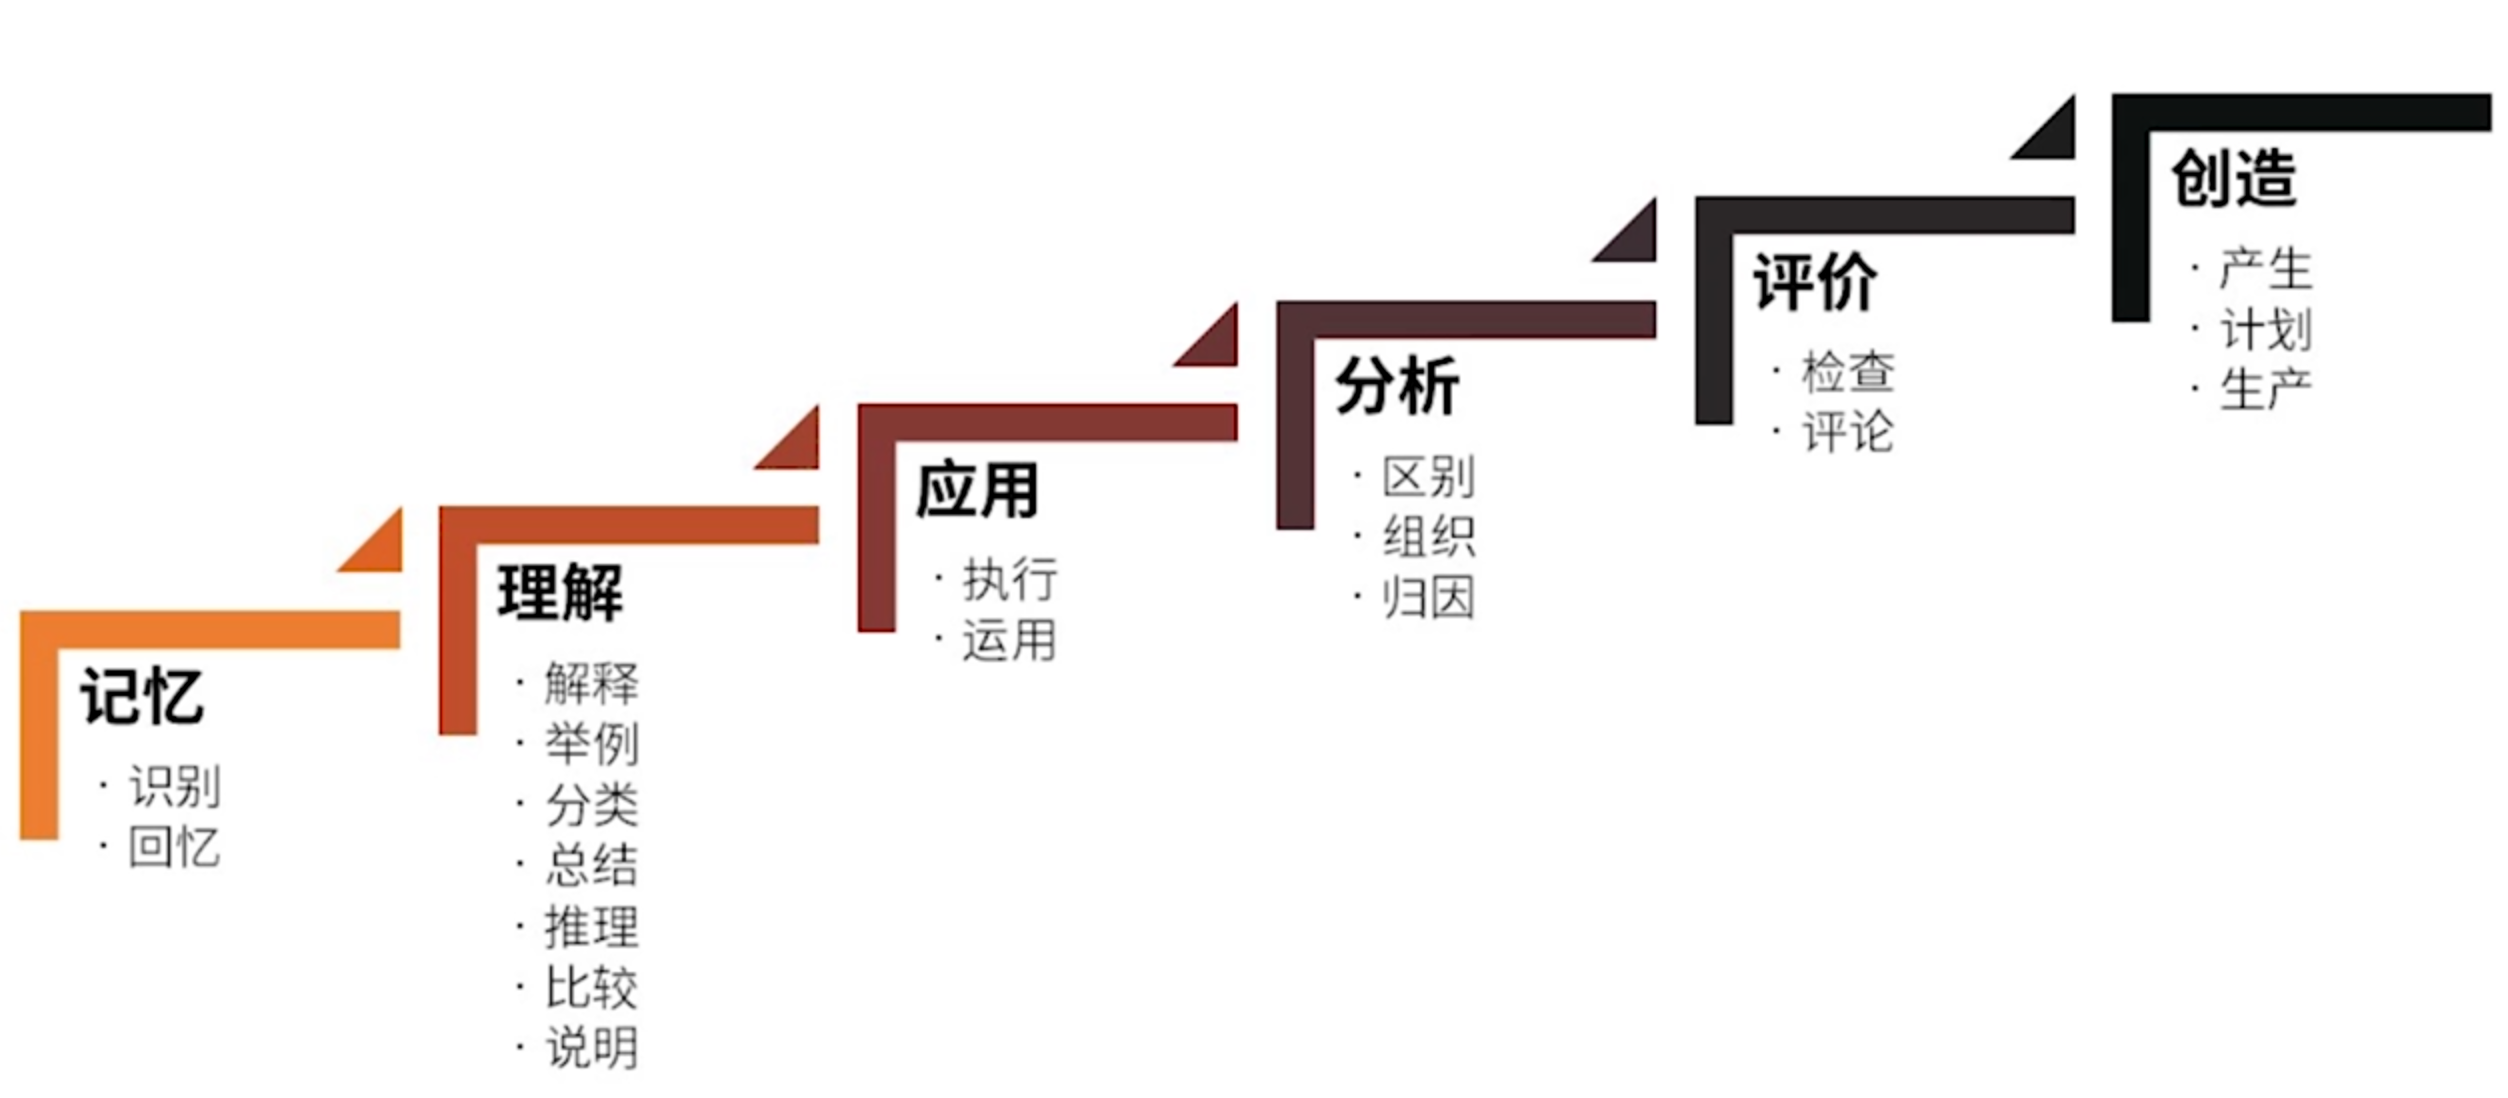 记忆
· 识别
· 回忆
理解
· 解释
· 举例
· 分类
· 总结
· 推理
· 比较
· 说明
应用
· 执行
· 运用
分析
· 区别
· 组织
· 归因
评价
· 检查
· 评论
创造
· 产生
· 计划
· 生产